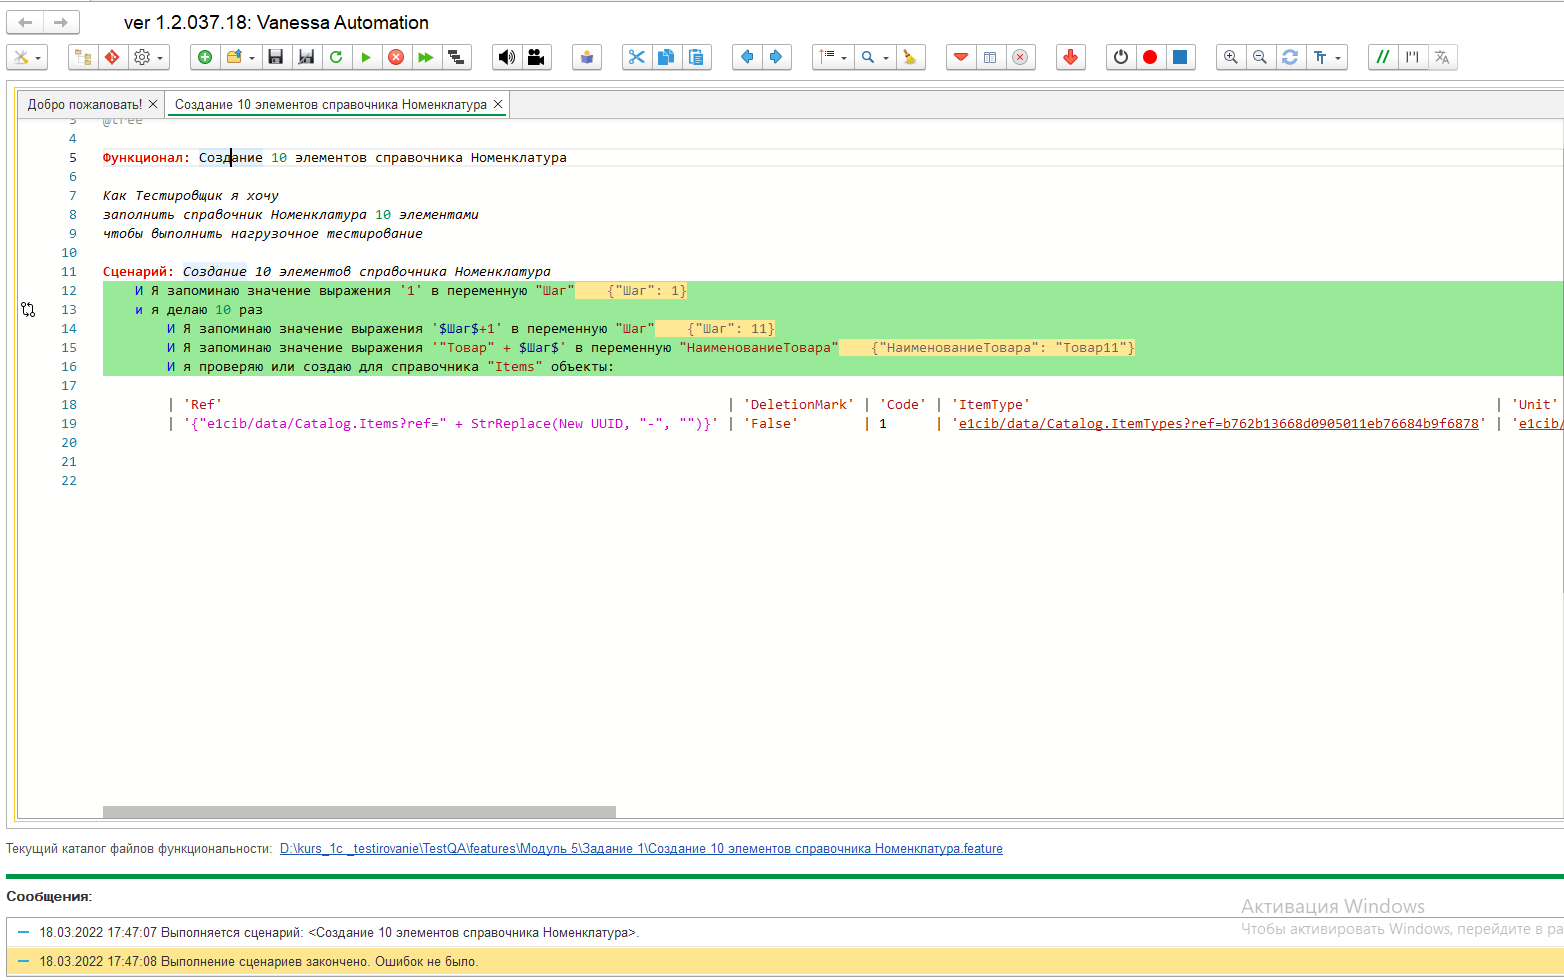 ver 1.2.037.18: Vanessa Automation
Добро пожаловать! Создание 10 элементов справочника Номенклатура
3 @tree
4
5 Функционал: Создание 10 элементов справочника Номенклатура
6
7 Как Тестировщик я хочу
8 заполнить справочник Номенклатура 10 элементами
9 чтобы выполнить нагрузочное тестирование
10
11 Сценарий: Создание 10 элементов справочника Номенклатура
12 И Я запоминаю значение выражения '1' в переменную "Шаг" {"Шаг": 1}
13 и я делаю 10 раз
14 И Я запоминаю значение выражения '$Шаг$+1' в переменную "Шаг" {"Шаг": 11}
15 И Я запоминаю значение выражения '"Товар" + $Шаг$' в переменную "НаименованиеТовара" {"НаименованиеТовара": "Товар11"}
16 И я проверяю или создаю для справочника "Items" объекты:
17
18 | 'Ref' | 'DeletionMark' | 'Code' | 'ItemType' | 'Unit'
19 | '{"e1cib/data/Catalog.Items?ref=" + StrReplace(New UUID, "-", "")}' | 'False' | 1 | 'e1cib/data/Catalog.ItemTypes?ref=b762b13668d0905011eb76684b9f6878' | 'e1cib/
20
21
22
Текущий каталог файлов функциональности: D:\kurs_1c _testirovanie\TestQA\features\Модуль 5\Задание 1\Создание 10 элементов справочника Номенклатура.feature
Сообщения:
Активация Windows
Чтобы активировать Windows, перейдите в ра
18.03.2022 17:47:07 Выполняется сценарий: <Создание 10 элементов справочника Номенклатура>.
18.03.2022 17:47:08 Выполнение сценариев закончено. Ошибок не было.